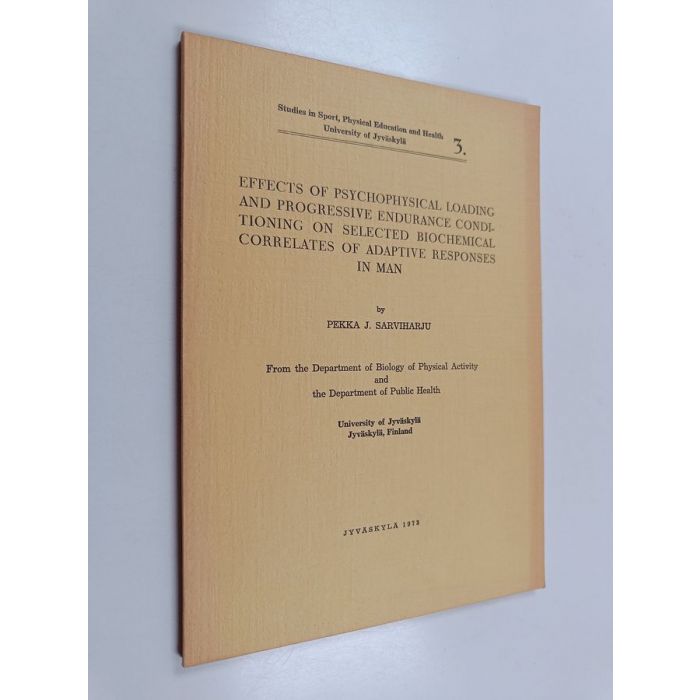 Studies in Sport, Physical Education and Health
University of Jyväskylä
3.
EFFECTS OF PSYCHOPHYSICAL LOADING
AND PROGRESSIVE ENDURANCE CONDI-
TIONING ON SELECTED BIOCHEMICAL
CORRELATES OF ADAPTIVE RESPONSES
IN MAN
by
PEKKA J. SARVIHARJU
From the Department of Biology of Physical Activity
and
the Department of Public Health
University of Jyväskylä
Jyväskylä, Finland
JYVÄSKYLÄ 1973